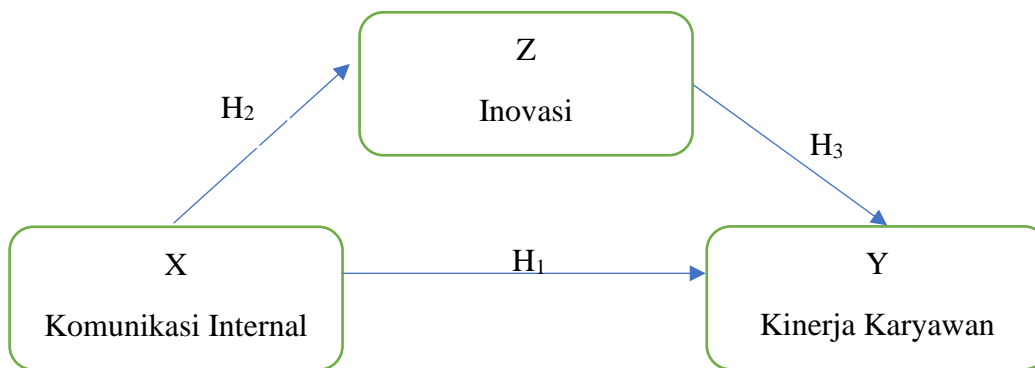 Z
Inovasi
H₂
H₃
X
Komunikasi Internal
H₁
Y
Kinerja Karyawan